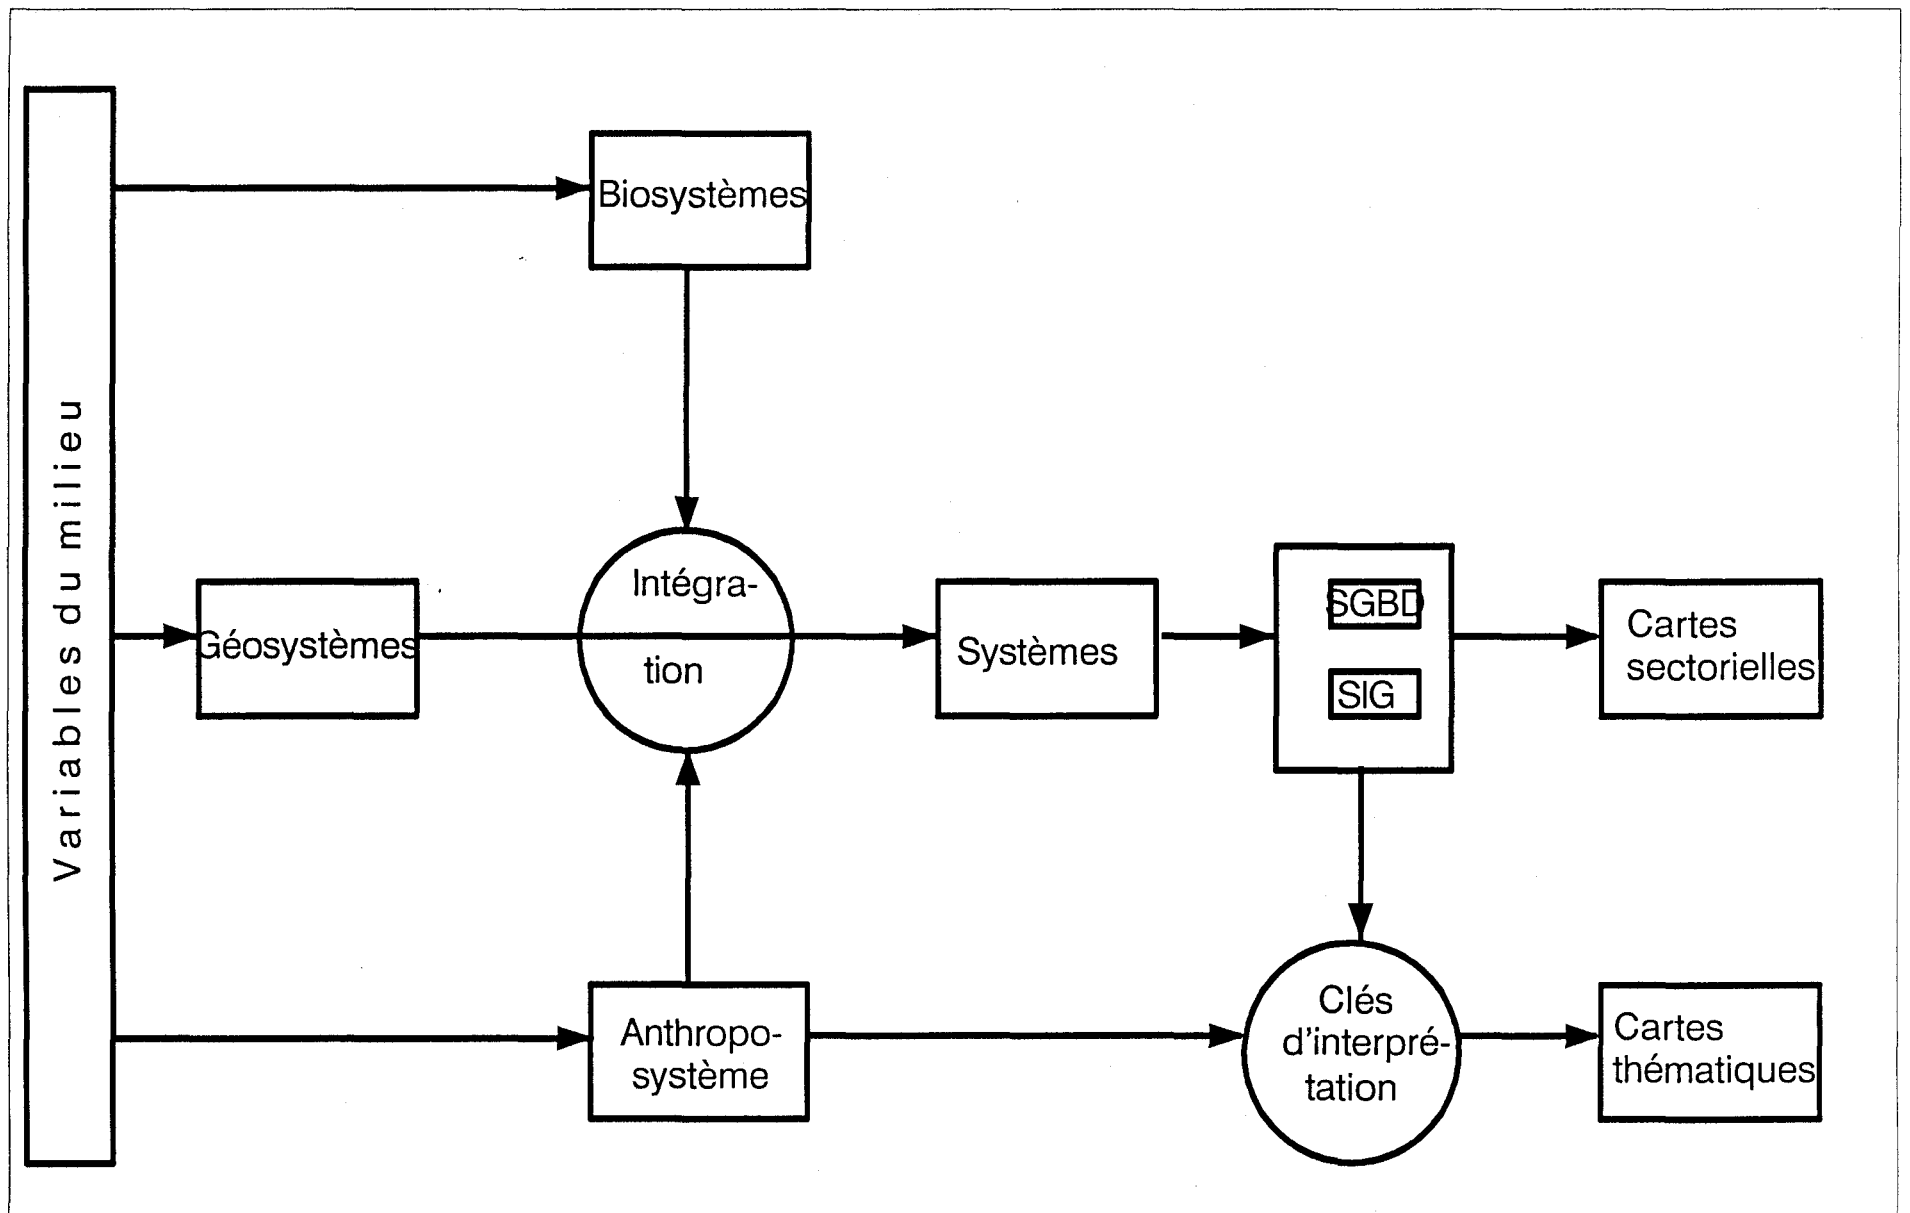 Variables du milieu
Biosystèmes
Géosystèmes
Intégra-
tion
Systèmes
SGBD
SIG
Cartes
sectorielles
Anthropo-
système
Clés
d'interpré-
tation
Cartes
thématiques